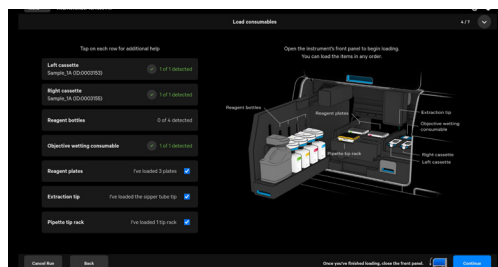 Load consumables
4 / 7
Tap on each row for additional help
Open the instrument's front panel to begin loading.
You can load the items in any order.
Left cassette
Sample_1A (ID:0003153)
1 of 1 detected
Right cassette
Sample_1A (ID:0003155)
1 of 1 detected
Reagent bottles
0 of 4 detected
Objective wetting consumable
1 of 1 detected
Reagent plates
I've loaded 3 plates
Extraction tip
I've loaded the sipper tube tip
Pipette tip rack
I've loaded 1 tip rack
Reagent bottles
Reagent plates
Extraction tip
Objective wetting
consumable
Pipette tip rack
Right cassette
Left cassette
Cancel Run
Back
Once you've finished loading, close the front panel.
Continue